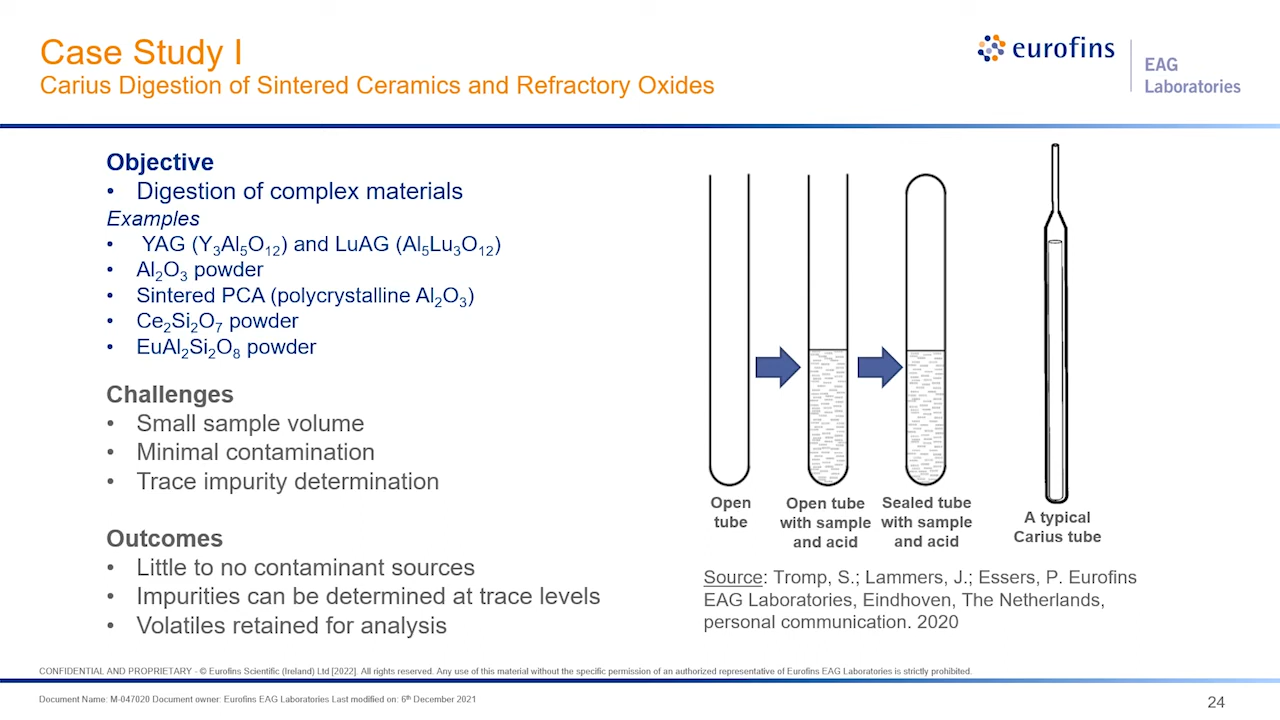 Case Study I
Carius Digestion of Sintered Ceramics and Refractory Oxides
eurofins
EAG
Laboratories
Objective
• Digestion of complex materials
Examples
• YAG (Y₃Al₅O₁₂) and LuAG (Al₅Lu₃O₁₂)
• Al₂O₃ powder
• Sintered PCA (polycrystalline Al₂O₃)
• Ce₂Si₂O₇ powder
• EuAl₂Si₂O₈ powder
Challenges
• Small sample volume
• Minimal contamination
• Trace impurity determination
Outcomes
• Little to no contaminant sources
• Impurities can be determined at trace levels
• Volatiles retained for analysis
Open
tube
Open tube
with sample
and acid
Sealed tube
with sample
and acid
A typical
Carius tube
Source: Tromp, S.; Lammers, J.; Essers, P. Eurofins
EAG Laboratories, Eindhoven, The Netherlands,
personal communication. 2020
CONFIDENTIAL AND PROPRIETARY - © Eurofins Scientific (Ireland) Ltd [2022]. All rights reserved. Any use of this material without the specific permission of an authorized representative of Eurofins EAG Laboratories is strictly prohibited.
Document Name: M-047020 Document owner: Eurofins EAG Laboratories Last modified on: 6th December 2021
24